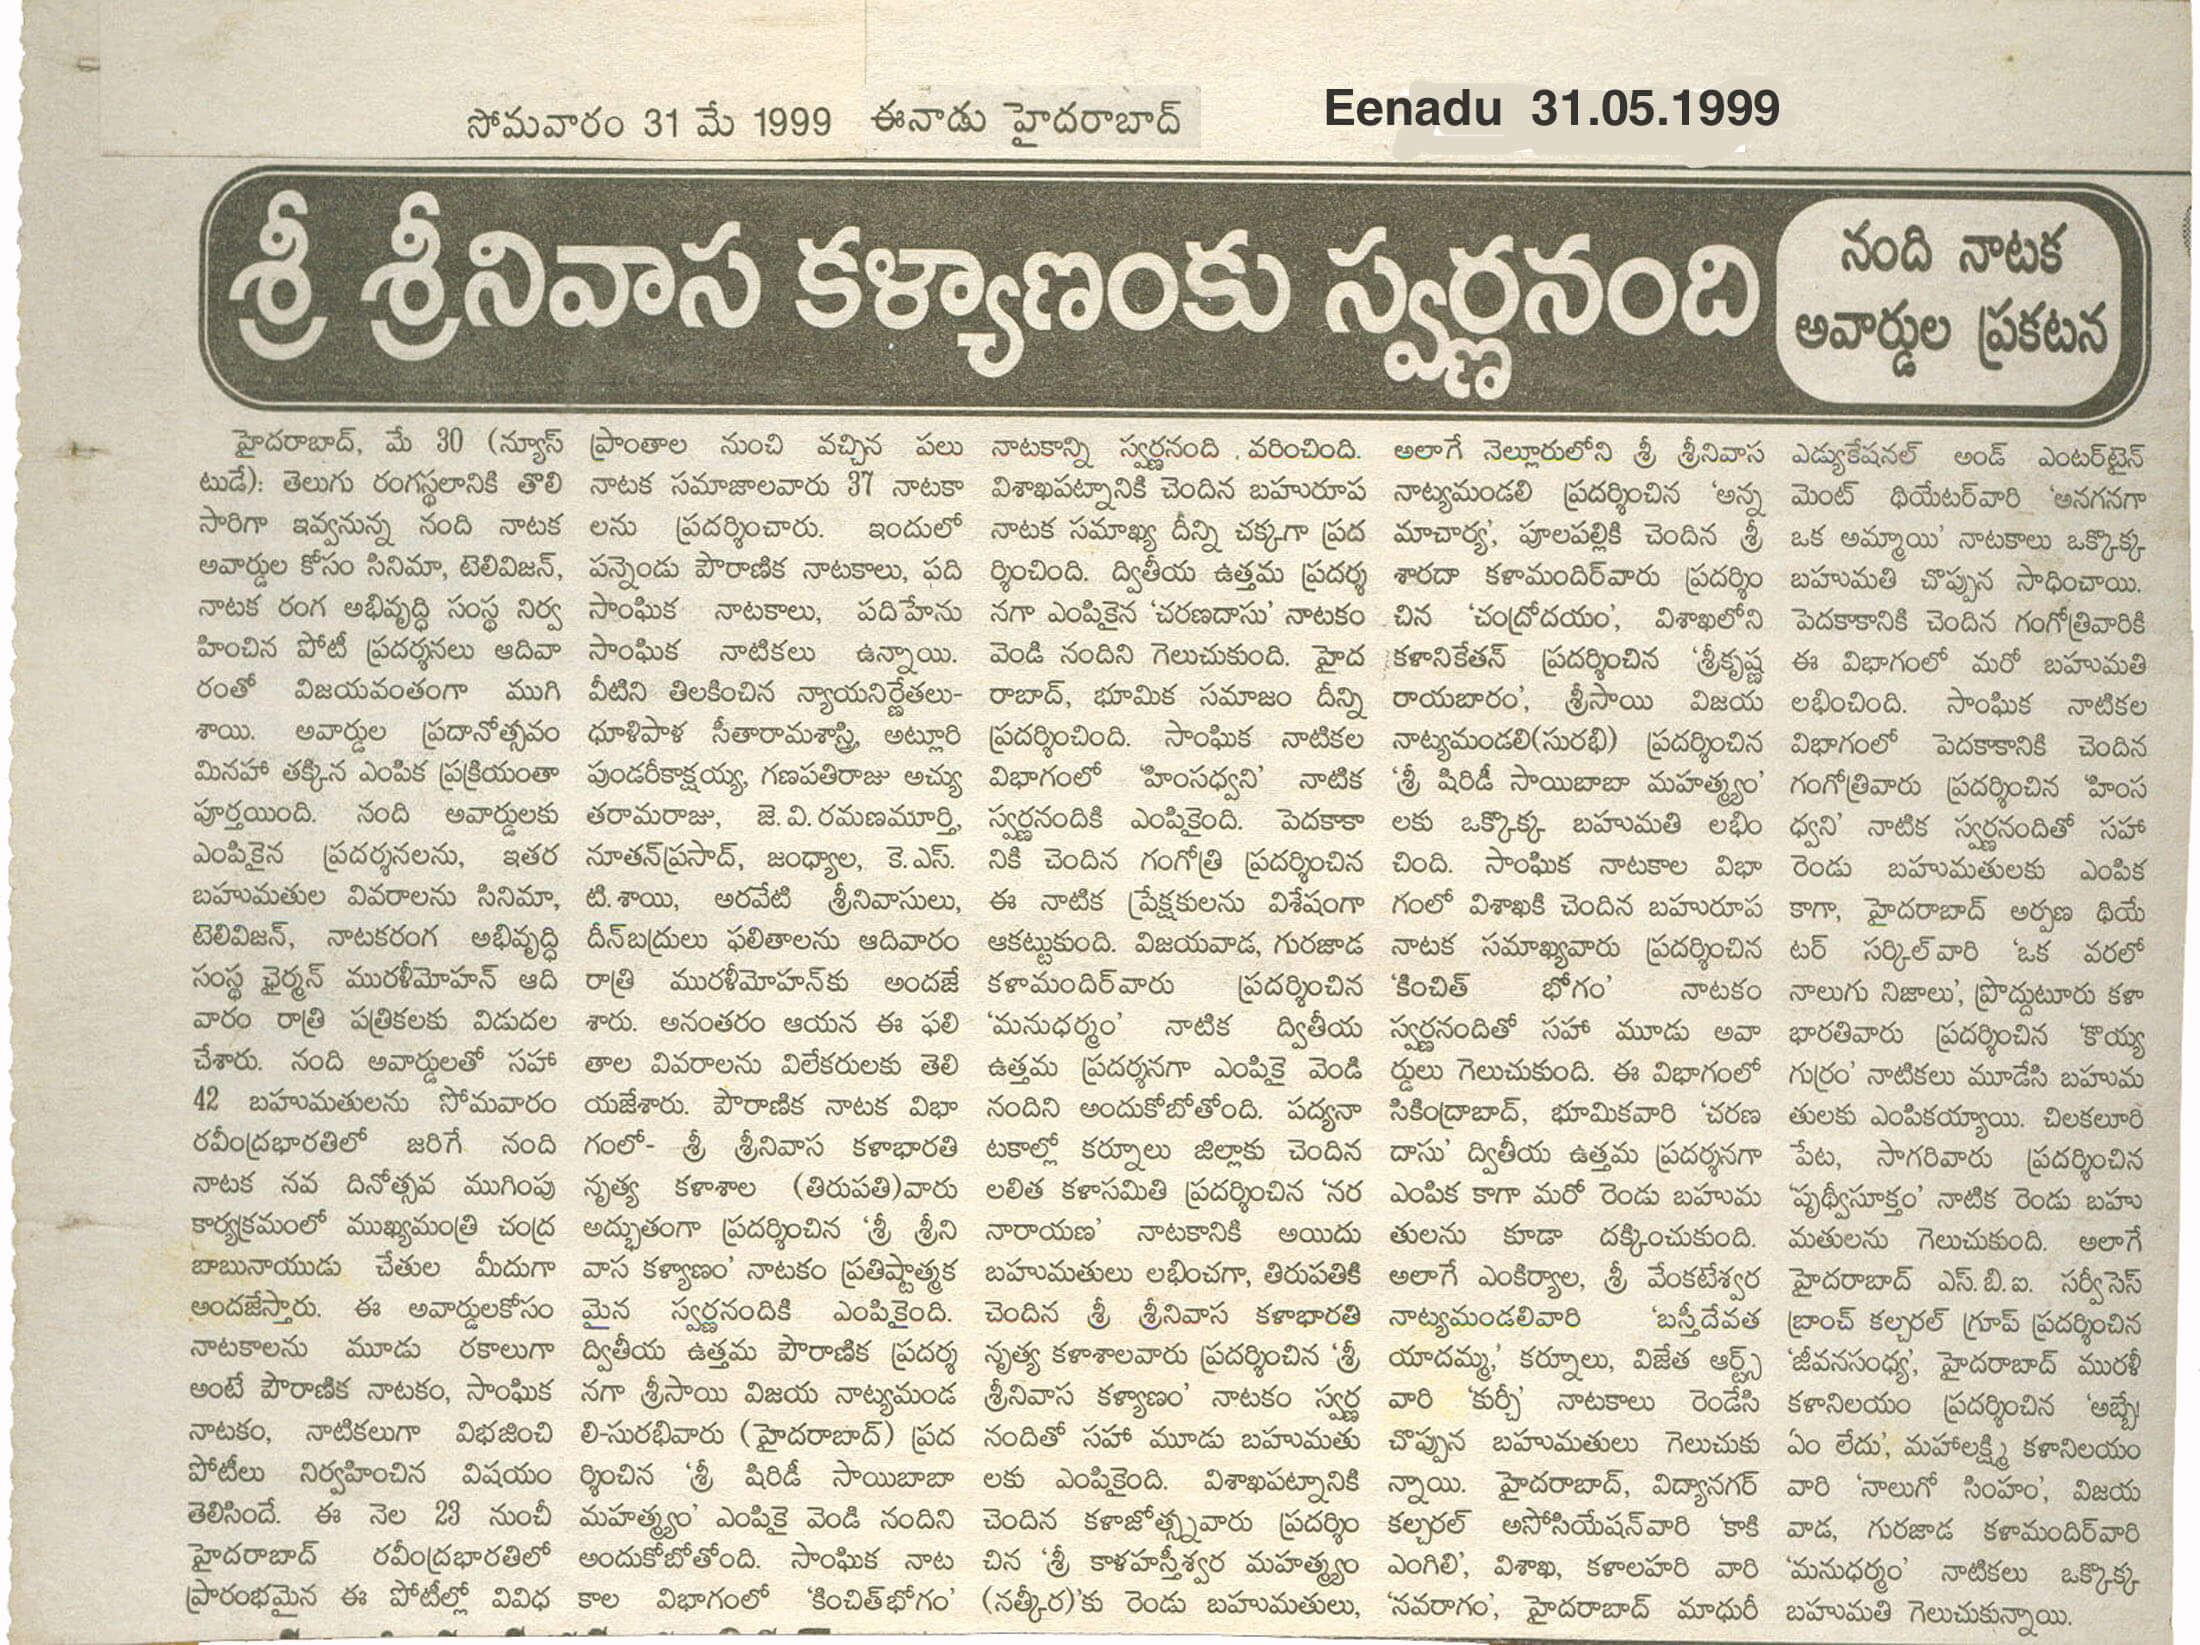 సోమవారం 31 మే 1999 ఈనాడు హైదరాబాద్
Eenadu 31.05.1999
శ్రీ శ్రీనివాస కళ్యాణంకు స్వర్ణనంది
నంది నాటక
అవార్డుల ప్రకటన
హైదరాబాద్, మే 30 (న్యూస్
టుడే): తెలుగు రంగస్థలానికి తొలి
సారిగా ఇవ్వనున్న నంది నాటక
అవార్డుల కోసం సినిమా, టెలివిజన్,
నాటక రంగ అభివృద్ధి సంస్థ నిర్వ
హించిన పోటీ ప్రదర్శనలు ఆదివా
రంతో విజయవంతంగా ముగి
శాయి. అవార్డుల ప్రదానోత్సవం
మినహా తక్కిన ఎంపిక ప్రక్రియంతా
పూర్తయింది. నంది అవార్డులకు
ఎంపికైన ప్రదర్శనలను, ఇతర
బహుమతుల వివరాలను సినిమా,
టెలివిజన్, నాటకరంగ అభివృద్ధి
సంస్థ ఛైర్మన్ మురళీమోహన్ ఆది
వారం రాత్రి పత్రికలకు విడుదల
చేశారు. నంది అవార్డులతో సహా
42 బహుమతులను సోమవారం
రవీంద్రభారతిలో జరిగే నంది
నాటక నవ దినోత్సవ ముగింపు
కార్యక్రమంలో ముఖ్యమంత్రి చంద్ర
బాబునాయుడు చేతుల మీదుగా
అందజేస్తారు. ఈ అవార్డులకోసం
నాటకాలను మూడు రకాలుగా
అంటే పౌరాణిక నాటకం, సాంఘిక
నాటకం, నాటికలుగా విభజించి
పోటీలు నిర్వహించిన విషయం
తెలిసిందే. ఈ నెల 23 నుంచీ
హైదరాబాద్ రవీంద్రభారతిలో
ప్రారంభమైన ఈ పోటీల్లో వివిధ
ప్రాంతాల నుంచి వచ్చిన పలు
నాటక సమాజాలవారు 37 నాటకా
లను ప్రదర్శించారు. ఇందులో
పన్నెండు పౌరాణిక నాటకాలు, పది
సాంఘిక నాటకాలు, పదిహేను
సాంఘిక నాటికలు ఉన్నాయి.
వీటిని తిలకించిన న్యాయనిర్ణేతలు-
ధూళిపాళ సీతారామశాస్త్రి, అట్లూరి
పుండరీకాక్షయ్య, గణపతిరాజు అచ్యు
తరామరాజు, జె.వి. రమణమూర్తి,
నూతన్‌ప్రసాద్, జంధ్యాల, కె.ఎస్.
టి.శాయి, అరవేటి శ్రీనివాసులు,
దీన్‌బద్రులు ఫలితాలను ఆదివారం
రాత్రి మురళీమోహన్‌కు అందజే
శారు. అనంతరం ఆయన ఈ ఫలి
తాల వివరాలను విలేకరులకు తెలి
యజేశారు. పౌరాణిక నాటక విభా
గంలో- శ్రీ శ్రీనివాస కళాభారతి
నృత్య కళాశాల (తిరుపతి)వారు
అద్భుతంగా ప్రదర్శించిన ‘శ్రీ శ్రీని
వాస కళ్యాణం’ నాటకం ప్రతిష్టాత్మక
మైన స్వర్ణనందికి ఎంపికైంది.
ద్వితీయ ఉత్తమ పౌరాణిక ప్రదర్శ
నగా శ్రీసాయి విజయ నాట్యమండ
లి-సురభివారు (హైదరాబాద్) ప్రద
ర్శించిన ‘శ్రీ షిరిడీ సాయిబాబా
మహత్మ్యం’ ఎంపికై వెండి నందిని
అందుకోబోతోంది. సాంఘిక నాట
కాల విభాగంలో ‘కించిత్‌భోగం’
నాటకాన్ని స్వర్ణనంది వరించింది.
విశాఖపట్నానికి చెందిన బహురూప
నాటక సమాఖ్య దీన్ని చక్కగా ప్రద
ర్శించింది. ద్వితీయ ఉత్తమ ప్రదర్శ
నగా ఎంపికైన ‘చరణదాసు’ నాటకం
వెండి నందిని గెలుచుకుంది. హైద
రాబాద్, భూమిక సమాజం దీన్ని
ప్రదర్శించింది. సాంఘిక నాటికల
విభాగంలో ‘హింసధ్వని’ నాటిక
స్వర్ణనందికి ఎంపికైంది. పెదకాకా
నికి చెందిన గంగోత్రి ప్రదర్శించిన
ఈ నాటిక ప్రేక్షకులను విశేషంగా
ఆకట్టుకుంది. విజయవాడ, గురజాడ
కళామందిర్‌వారు ప్రదర్శించిన
‘మనుధర్మం’ నాటిక ద్వితీయ
ఉత్తమ ప్రదర్శనగా ఎంపికై వెండి
నందిని అందుకోబోతోంది. పద్యనా
టకాల్లో కర్నూలు జిల్లాకు చెందిన
లలిత కళాసమితి ప్రదర్శించిన ‘నర
నారాయణ’ నాటకానికి అయిదు
బహుమతులు లభించగా, తిరుపతికి
చెందిన శ్రీ శ్రీనివాస కళాభారతి
నృత్య కళాశాలవారు ప్రదర్శించిన ‘శ్రీ
శ్రీనివాస కళ్యాణం’ నాటకం స్వర్ణ
నందితో సహా మూడు బహుమతు
లకు ఎంపికైంది. విశాఖపట్నానికి
చెందిన కళాజ్యోత్స్నవారు ప్రదర్శిం
చిన ‘శ్రీ కాళహస్తీశ్వర మహత్మ్యం
(నత్కీర)’కు రెండు బహుమతులు,
అలాగే నెల్లూరులోని శ్రీ శ్రీనివాస
నాట్యమండలి ప్రదర్శించిన ‘అన్న
మాచార్య’, పూలపల్లికి చెందిన శ్రీ
శారదా కళామందిర్‌వారు ప్రదర్శిం
చిన ‘చంద్రోదయం’, విశాఖలోని
కళానికేతన్ ప్రదర్శించిన ‘శ్రీకృష్ణ
రాయబారం’, శ్రీసాయి విజయ
నాట్యమండలి(సురభి) ప్రదర్శించిన
‘శ్రీ షిరిడీ సాయిబాబా మహత్మ్యం’
లకు ఒక్కొక్క బహుమతి లభిం
చింది. సాంఘిక నాటకాల విభా
గంలో విశాఖకి చెందిన బహురూప
నాటక సమాఖ్యవారు ప్రదర్శించిన
‘కించిత్ భోగం’ నాటకం
స్వర్ణనందితో సహా మూడు అవా
ర్డులు గెలుచుకుంది. ఈ విభాగంలో
సికింద్రాబాద్, భూమికవారి ‘చరణ
దాసు’ ద్వితీయ ఉత్తమ ప్రదర్శనగా
ఎంపిక కాగా మరో రెండు బహుమ
తులను కూడా దక్కించుకుంది.
అలాగే ఎంకిర్యాల, శ్రీ వేంకటేశ్వర
నాట్యమండలివారి ‘బస్తీదేవత
యాదమ్మ,’ కర్నూలు, విజేత ఆర్ట్స్
వారి ‘కుర్చీ’ నాటకాలు రెండేసి
చొప్పున బహుమతులు గెలుచుకు
న్నాయి. హైదరాబాద్, విద్యానగర్
కల్చరల్ అసోసియేషన్‌వారి ‘కాకి
ఎంగిలి’, విశాఖ, కళాలహరి వారి
‘నవరాగం’, హైదరాబాద్ మాధురీ
ఎడ్యుకేషనల్ అండ్ ఎంటర్‌టైన్
మెంట్ థియేటర్‌వారి ‘అనగనగా
ఒక అమ్మాయి’ నాటకాలు ఒక్కొక్క
బహుమతి చొప్పున సాధించాయి.
పెదకాకానికి చెందిన గంగోత్రివారికి
ఈ విభాగంలో మరో బహుమతి
లభించింది. సాంఘిక నాటికల
విభాగంలో పెదకాకానికి చెందిన
గంగోత్రివారు ప్రదర్శించిన ‘హింస
ధ్వని’ నాటిక స్వర్ణనందితో సహా
రెండు బహుమతులకు ఎంపిక
కాగా, హైదరాబాద్ అర్పణ థియే
టర్ సర్కిల్‌వారి ‘ఒక వరలో
నాలుగు నిజాలు’, ప్రొద్దుటూరు కళా
భారతివారు ప్రదర్శించిన ‘కొయ్య
గుర్రం’ నాటికలు మూడేసి బహుమ
తులకు ఎంపికయ్యాయి. చిలకలూరి
పేట, సాగరివారు ప్రదర్శించిన
‘పృథ్వీసూక్తం’ నాటిక రెండు బహు
మతులను గెలుచుకుంది. అలాగే
హైదరాబాద్ ఎస్.బి.ఐ. సర్వీసెస్
బ్రాంచ్ కల్చరల్ గ్రూప్ ప్రదర్శించిన
‘జీవనసంధ్య’, హైదరాబాద్ మురళీ
కళానిలయం ప్రదర్శించిన ‘అబ్బే!
ఏం లేదు’, మహాలక్ష్మి కళానిలయం
వారి ‘నాలుగో సింహం’, విజయ
వాడ, గురజాడ కళామందిర్‌వారి
‘మనుధర్మం’ నాటికలు ఒక్కొక్క
బహుమతి గెలుచుకున్నాయి.